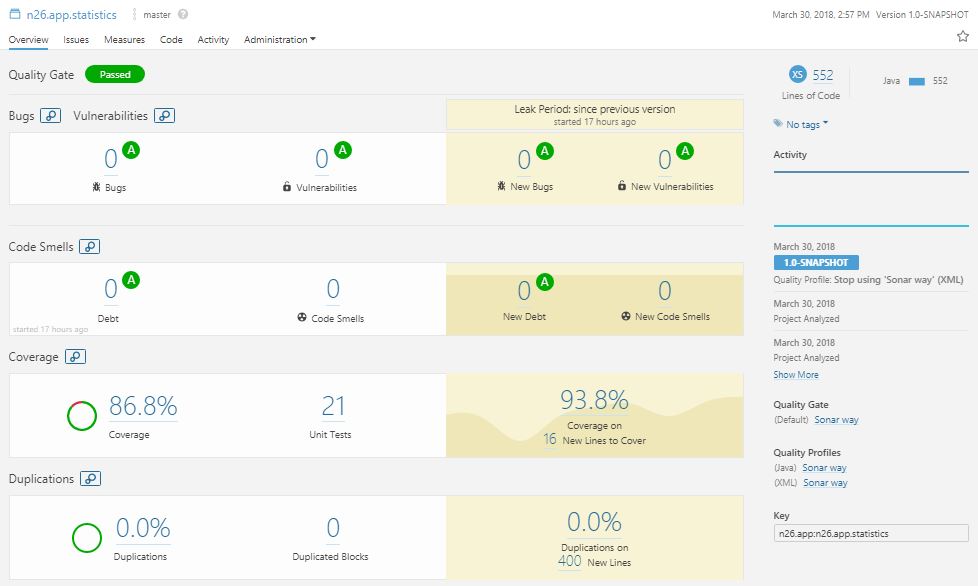 n26.app.statistics master ?
March 30, 2018, 2:57 PM Version 1.0-SNAPSHOT
Overview Issues Measures Code Activity Administration
Quality Gate Passed
Bugs Vulnerabilities
Leak Period: since previous version
started 17 hours ago
0 A
Bugs
0 A
Vulnerabilities
0 A
New Bugs
0 A
New Vulnerabilities
Code Smells
0 A
Debt
started 17 hours ago
0
Code Smells
0 A
New Debt
0
New Code Smells
Coverage
86.8%
Coverage
21
Unit Tests
93.8%
Coverage on
16 New Lines to Cover
Duplications
0.0%
Duplications
0
Duplicated Blocks
0.0%
Duplications on
400 New Lines
XS 552
Lines of Code
Java 552
No tags
Activity
March 30, 2018
1.0-SNAPSHOT
Quality Profile: Stop using 'Sonar way' (XML)
March 30, 2018
Project Analyzed
March 30, 2018
Project Analyzed
Show More
Quality Gate
(Default) Sonar way
Quality Profiles
(Java) Sonar way
(XML) Sonar way
Key
n26.app:n26.app.statistics